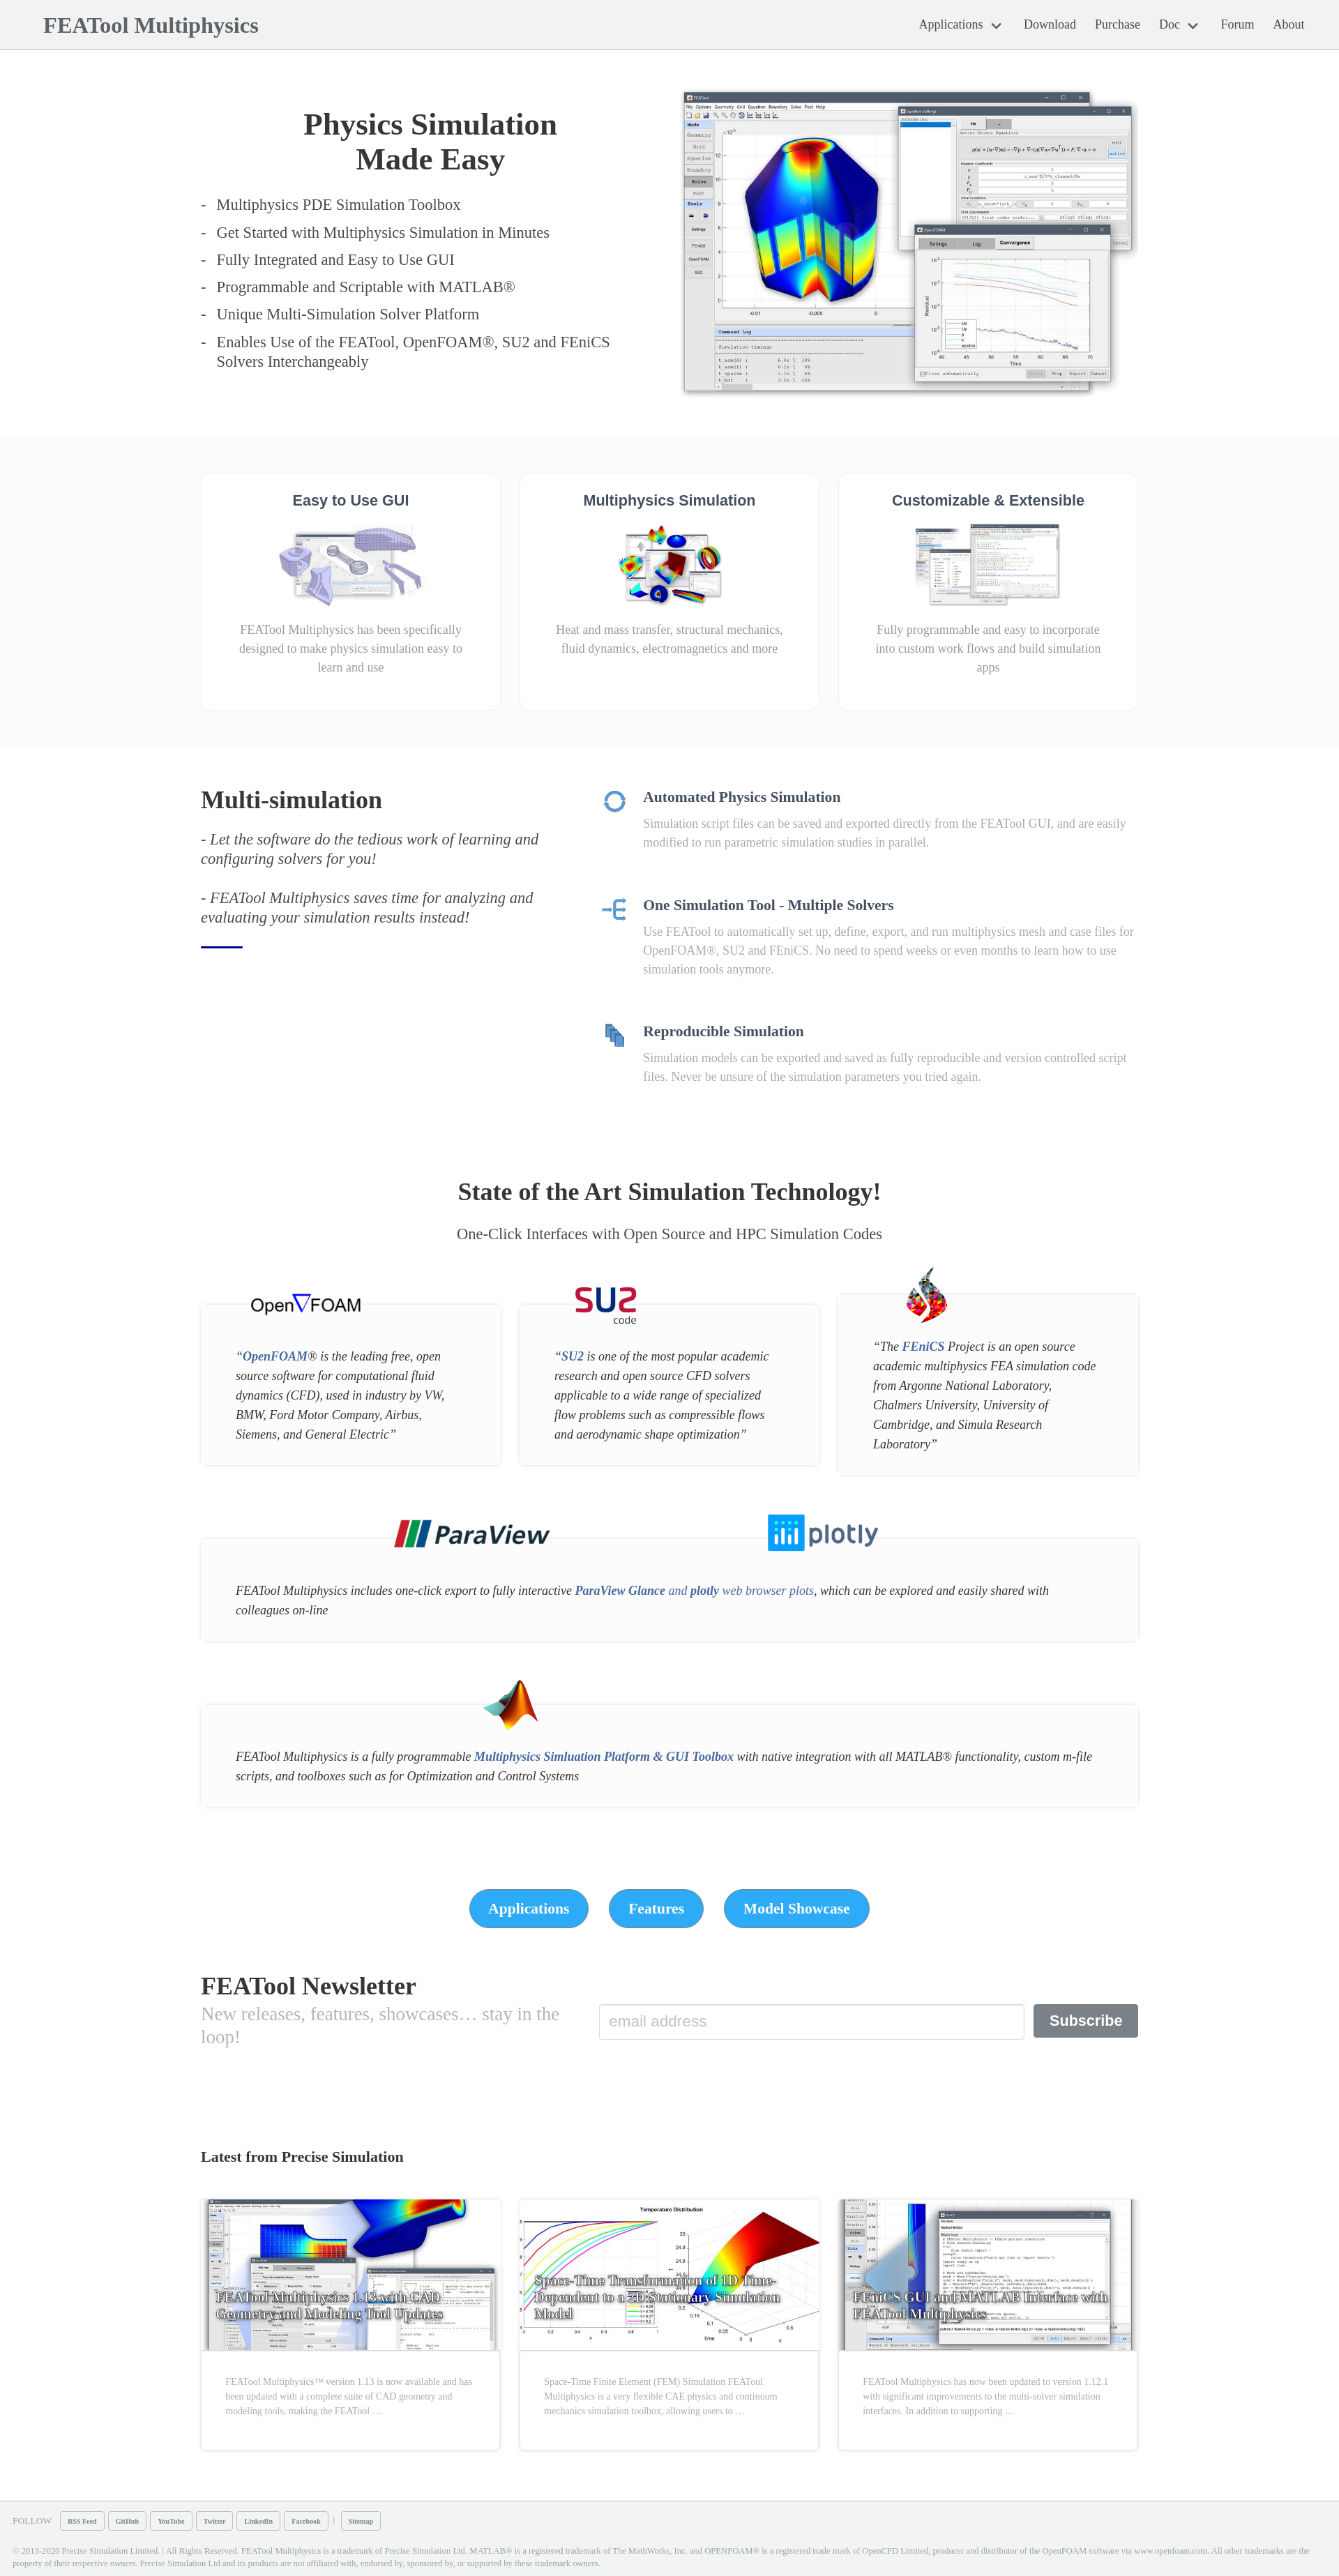 FEATool Multiphysics
Applications
Download
Purchase
Doc
Forum
About
Physics Simulation
Made Easy
- Multiphysics PDE Simulation Toolbox
- Get Started with Multiphysics Simulation in Minutes
- Fully Integrated and Easy to Use GUI
- Programmable and Scriptable with MATLAB®
- Unique Multi-Simulation Solver Platform
- Enables Use of the FEATool, OpenFOAM®, SU2 and FEniCS
Solvers Interchangeably
Easy to Use GUI
FEATool Multiphysics has been specifically
designed to make physics simulation easy to
learn and use
Multiphysics Simulation
Heat and mass transfer, structural mechanics,
fluid dynamics, electromagnetics and more
Customizable & Extensible
Fully programmable and easy to incorporate
into custom work flows and build simulation
apps
Multi-simulation
- Let the software do the tedious work of learning and
configuring solvers for you!
- FEATool Multiphysics saves time for analyzing and
evaluating your simulation results instead!
Automated Physics Simulation
Simulation script files can be saved and exported directly from the FEATool GUI, and are easily
modified to run parametric simulation studies in parallel.
One Simulation Tool - Multiple Solvers
Use FEATool to automatically set up, define, export, and run multiphysics mesh and case files for
OpenFOAM®, SU2 and FEniCS. No need to spend weeks or even months to learn how to use
simulation tools anymore.
Reproducible Simulation
Simulation models can be exported and saved as fully reproducible and version controlled script
files. Never be unsure of the simulation parameters you tried again.
State of the Art Simulation Technology!
One-Click Interfaces with Open Source and HPC Simulation Codes
OpenFOAM
“OpenFOAM® is the leading free, open
source software for computational fluid
dynamics (CFD), used in industry by VW,
BMW, Ford Motor Company, Airbus,
Siemens, and General Electric”
SU2
code
“SU2 is one of the most popular academic
research and open source CFD solvers
applicable to a wide range of specialized
flow problems such as compressible flows
and aerodynamic shape optimization”
“The FEniCS Project is an open source
academic multiphysics FEA simulation code
from Argonne National Laboratory,
Chalmers University, University of
Cambridge, and Simula Research
Laboratory”
ParaView
plotly
FEATool Multiphysics includes one-click export to fully interactive ParaView Glance and plotly web browser plots, which can be explored and easily shared with
colleagues on-line
FEATool Multiphysics is a fully programmable Multiphysics Simluation Platform & GUI Toolbox with native integration with all MATLAB® functionality, custom m-file
scripts, and toolboxes such as for Optimization and Control Systems
Applications
Features
Model Showcase
FEATool Newsletter
New releases, features, showcases… stay in the
loop!
email address
Subscribe
Latest from Precise Simulation
FEATool Multiphysics 1.13 with CAD
Geometry and Modeling Tool Updates
FEATool Multiphysics™ version 1.13 is now available and has
been updated with a complete suite of CAD geometry and
modeling tools, making the FEATool …
Temperature Distribution
Space-Time Transformation of 1D Time-
Dependent to a 2D Stationary Simulation
Model
Space-Time Finite Element (FEM) Simulation FEATool
Multiphysics is a very flexible CAE physics and continuum
mechanics simulation toolbox, allowing users to …
FEniCS GUI and MATLAB Interface with
FEATool Multiphysics
FEATool Multiphysics has now been updated to version 1.12.1
with significant improvements to the multi-solver simulation
interfaces. In addition to supporting …
FOLLOW
RSS Feed
GitHub
YouTube
Twitter
LinkedIn
Facebook
|
Sitemap
© 2013-2020 Precise Simulation Limited. | All Rights Reserved. FEATool Multiphysics is a trademark of Precise Simulation Ltd. MATLAB® is a registered trademark of The MathWorks, Inc. and OPENFOAM® is a registered trade mark of OpenCFD Limited, producer and distributor of the OpenFOAM software via www.openfoam.com. All other trademarks are the
property of their respective owners. Precise Simulation Ltd and its products are not affiliated with, endorsed by, sponsored by, or supported by these trademark owners.